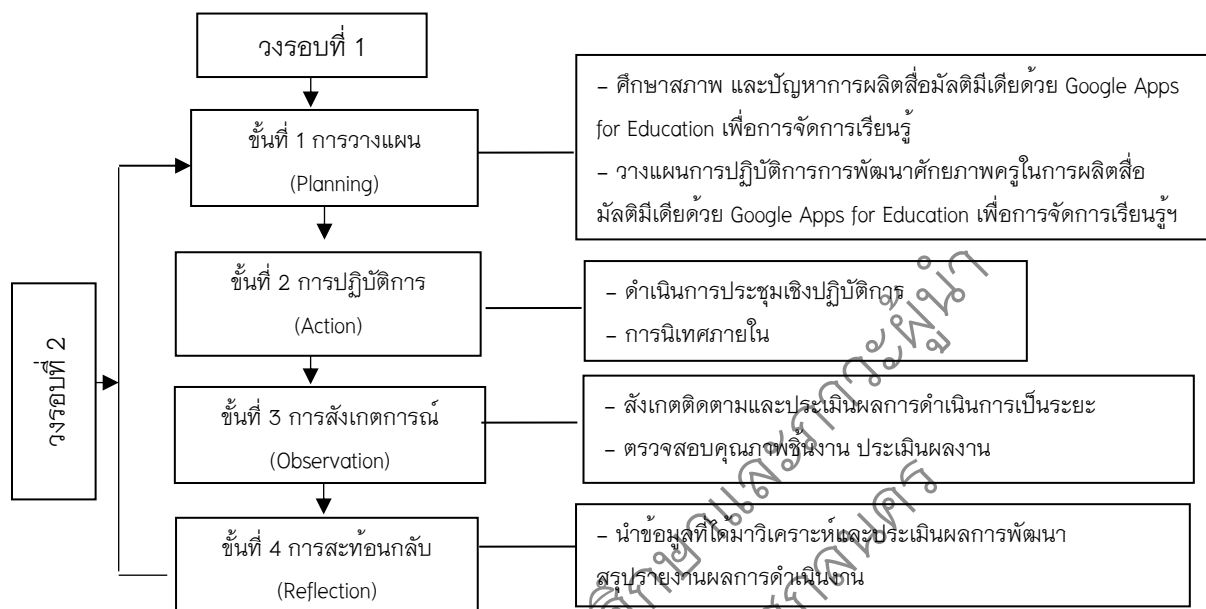 วงรอบที่ 1
ขั้นที่ 1 การวางแผน
(Planning)
– ศึกษาสภาพ และปัญหาการผลิตสื่อมัลติมีเดียด้วย Google Apps
for Education เพื่อการจัดการเรียนรู้
– วางแผนการปฏิบัติการการพัฒนาศักยภาพครูในการผลิตสื่อ
มัลติมีเดียด้วย Google Apps for Education เพื่อการจัดการเรียนรู้ฯ
ขั้นที่ 2 การปฏิบัติการ
(Action)
– ดำเนินการประชุมเชิงปฏิบัติการ
– การนิเทศภายใน
วงรอบที่ 2
ขั้นที่ 3 การสังเกตการณ์
(Observation)
– สังเกตติดตามและประเมินผลการดำเนินการเป็นระยะ
– ตรวจสอบคุณภาพชิ้นงาน ประเมินผลงาน
ขั้นที่ 4 การสะท้อนกลับ
(Reflection)
– นำข้อมูลที่ได้มาวิเคราะห์และประเมินผลการพัฒนา
สรุปรายงานผลการดำเนินงาน